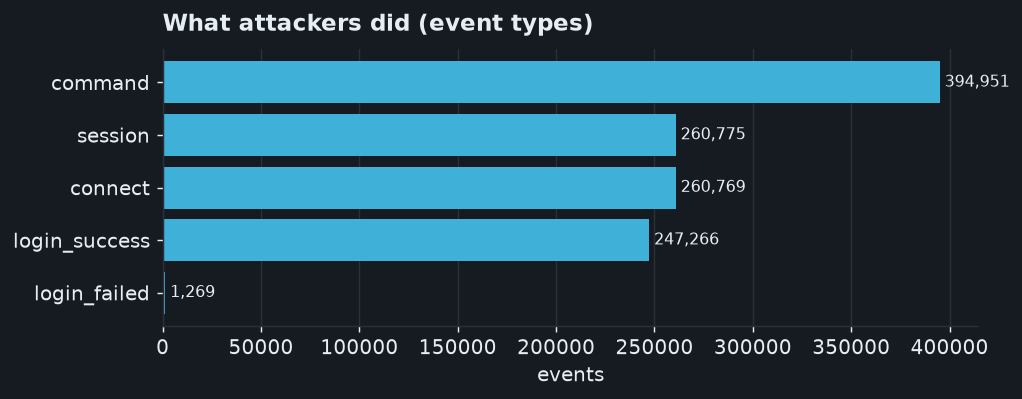 What attackers did (event types)
command 394,951
session 260,775
connect 260,769
login_success 247,266
login_failed 1,269
0 50000 100000 150000 200000 250000 300000 350000 400000
events